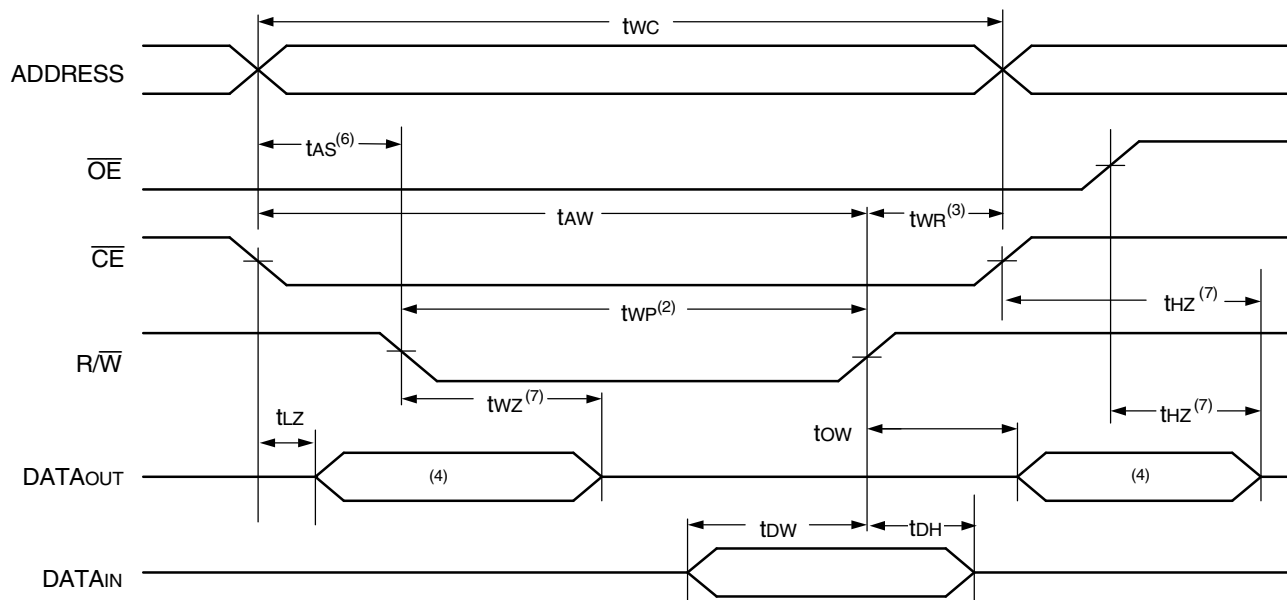 tWC
ADDRESS
tAS(6)
OE
tAW
tWR(3)
CE
tWP(2)
tHZ(7)
R/W
tWZ(7)
tHZ(7)
tLZ
tOW
DATAOUT
(4)
(4)
tDW
tDH
DATAIN